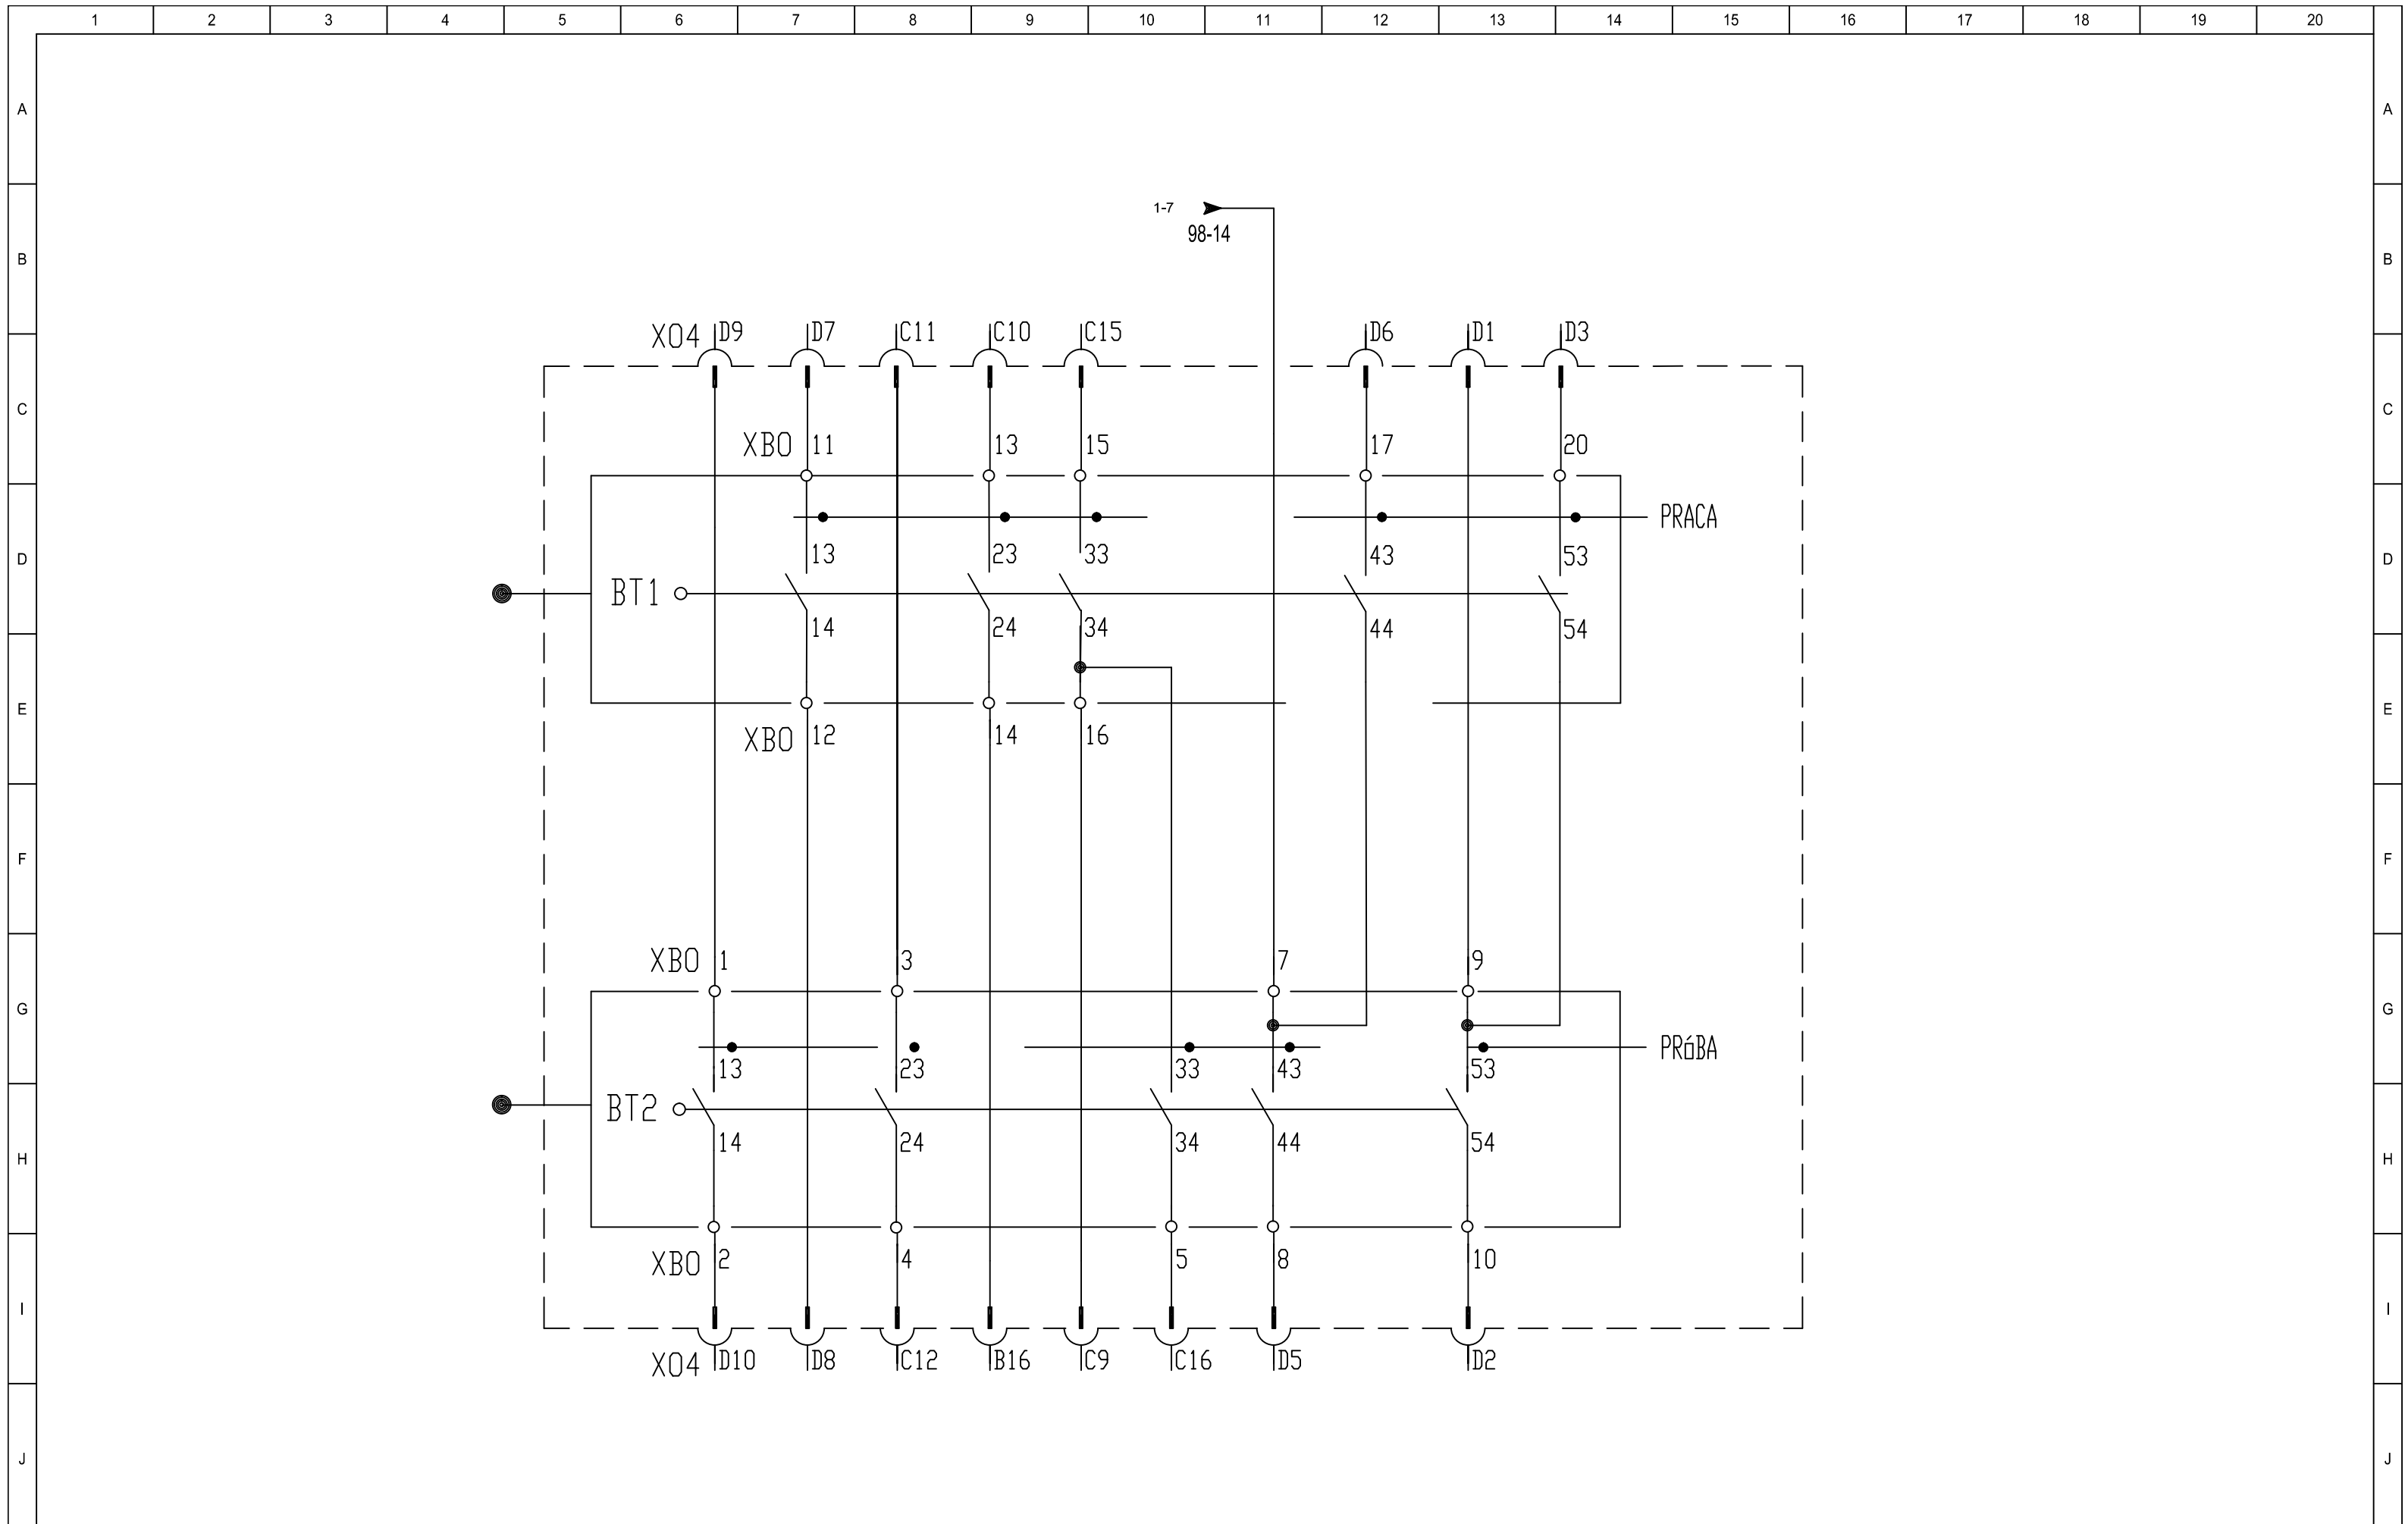 1 2 3 4 5 6 7 8 9 10 11 12 13 14 15 16 17 18 19 20
A A
1-7
98-14
B B
XO4 D9 D7 C11 C10 C15 D6 D1 D3
C C
XBO 11 13 15 17 20
PRACA
13 23 33 43 53
D D
BT1
14 24 34 44 54
E E
XBO 12 14 16
F F
XBO 1 3 7 9
G G
PRóBA
13 23 33 43 53
BT2
14 24 34 44 54
H H
XBO 2 4 5 8 10
I I
XO4 D10 D8 C12 B16 C9 C16 D5 D2
J J